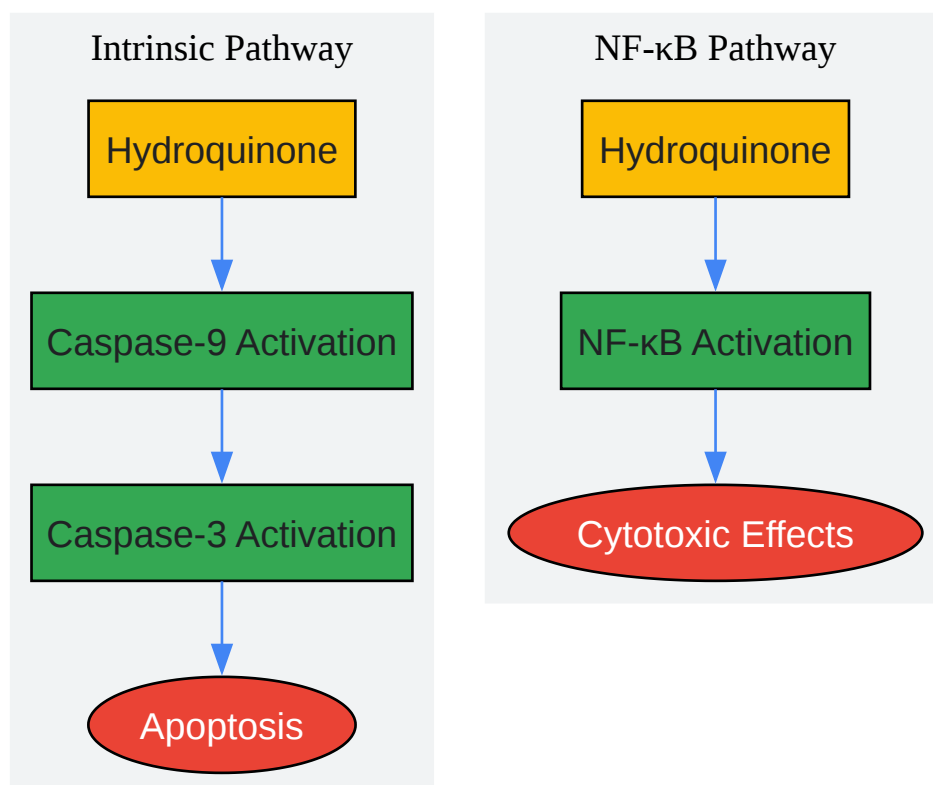 Intrinsic Pathway
Hydroquinone
Caspase-9 Activation
Caspase-3 Activation
Apoptosis
NF-κB Pathway
Hydroquinone
NF-κB Activation
Cytotoxic Effects